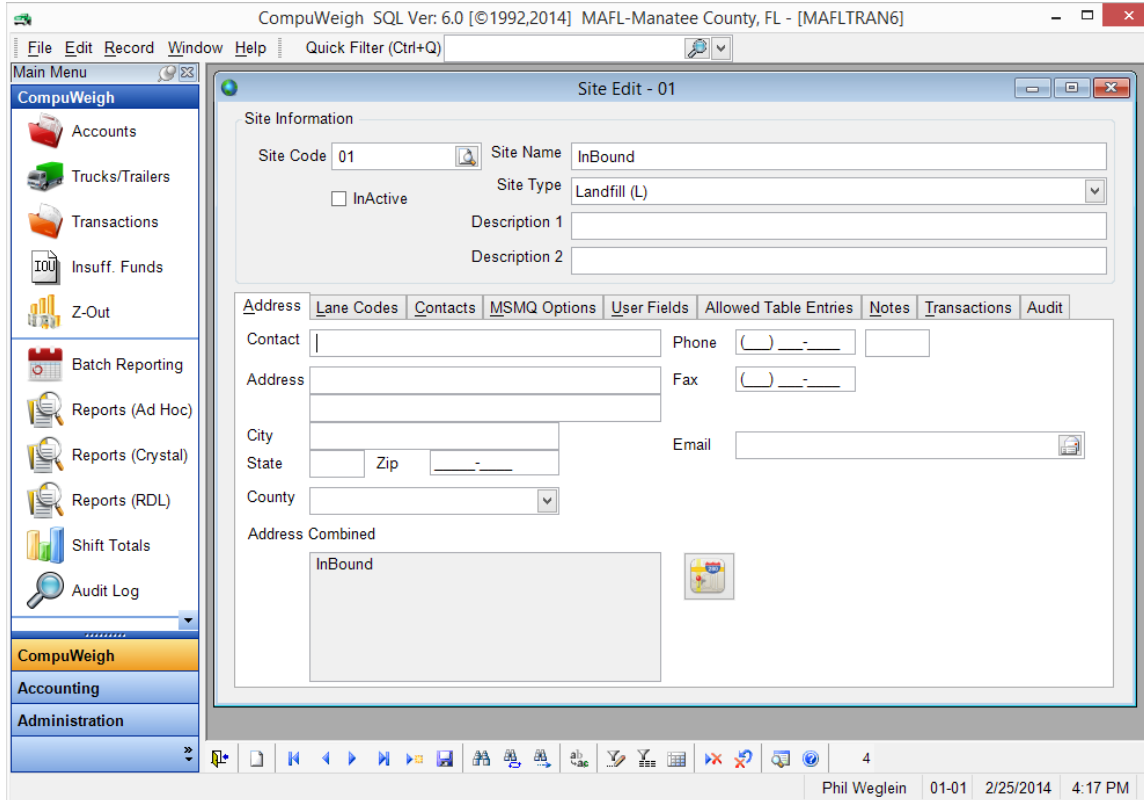 CompuWeigh SQL Ver: 6.0 [©1992,2014] MAFL-Manatee County, FL - [MAFLTRAN6]
File Edit Record Window Help Quick Filter (Ctrl+Q)
Main Menu
CompuWeigh
Accounts
Trucks/Trailers
Transactions
IOU
Insuff. Funds
Z-Out
Batch Reporting
Reports (Ad Hoc)
Reports (Crystal)
Reports (RDL)
Shift Totals
Audit Log
CompuWeigh
Accounting
Administration
Site Edit - 01
Site Information
Site Code 01 Site Name InBound
InActive Site Type Landfill (L)
Description 1
Description 2
Address Lane Codes Contacts MSMQ Options User Fields Allowed Table Entries Notes Transactions Audit
Contact Phone (___) ___-____
Address Fax (___) ___-____
City
Email
State Zip _____-____
County
Address Combined
InBound
4
Phil Weglein 01-01 2/25/2014 4:17 PM